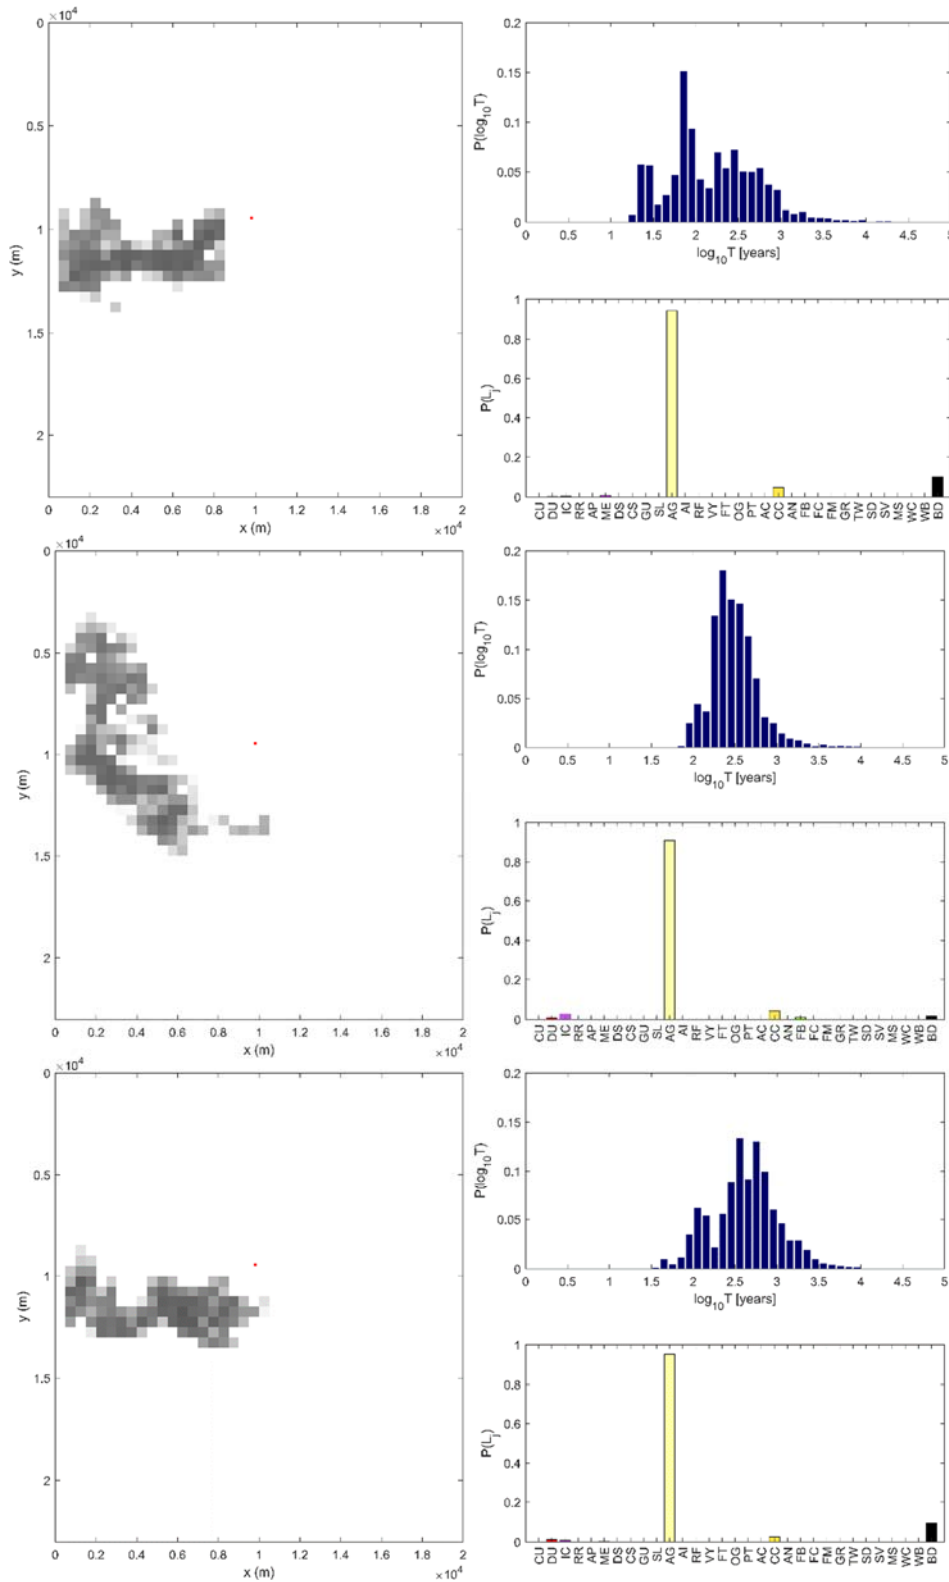 ×10⁴
0
0.5
1
1.5
2
y (m)
0 0.2 0.4 0.6 0.8 1 1.2 1.4 1.6 1.8 2
x (m)
×10⁴
0.2
0.15
0.1
0.05
0
P(log₁₀T)
0 0.5 1 1.5 2 2.5 3 3.5 4 4.5 5
log₁₀T [years]
1
0.8
0.6
0.4
0.2
0
P(Lⱼ)
CU DU IC RR AP ME DS CS GU SL AG AI RF VY FT OG PT AC CC AN FB FC FM GR TW SD SV MS WC WB BD
×10⁴
0
0.5
1
1.5
2
y (m)
0 0.2 0.4 0.6 0.8 1 1.2 1.4 1.6 1.8 2
x (m)
×10⁴
0.2
0.15
0.1
0.05
0
P(log₁₀T)
0 0.5 1 1.5 2 2.5 3 3.5 4 4.5 5
log₁₀T [years]
1
0.8
0.6
0.4
0.2
0
P(Lⱼ)
CU DU IC RR AP ME DS CS GU SL AG AI RF VY FT OG PT AC CC AN FB FC FM GR TW SD SV MS WC WB BD
×10⁴
0
0.5
1
1.5
2
y (m)
0 0.2 0.4 0.6 0.8 1 1.2 1.4 1.6 1.8 2
x (m)
×10⁴
0.2
0.15
0.1
0.05
0
P(log₁₀T)
0 0.5 1 1.5 2 2.5 3 3.5 4 4.5 5
log₁₀T [years]
1
0.8
0.6
0.4
0.2
0
P(Lⱼ)
CU DU IC RR AP ME DS CS GU SL AG AI RF VY FT OG PT AC CC AN FB FC FM GR TW SD SV MS WC WB BD